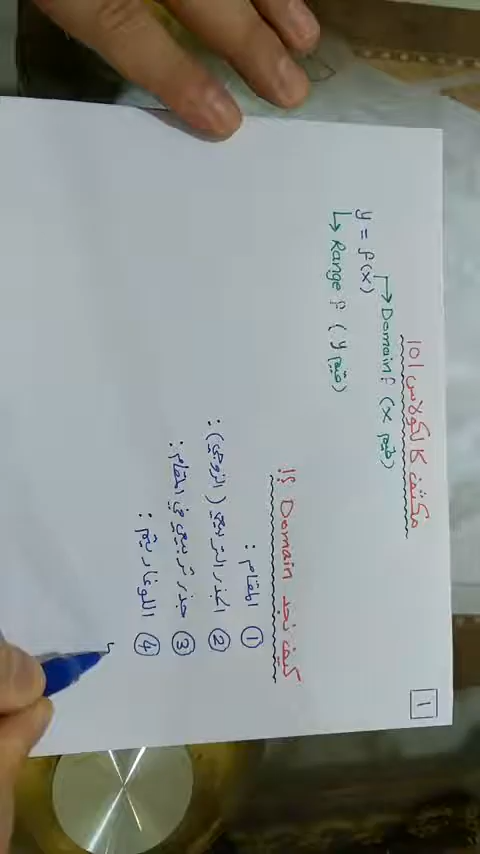 1
مكثف كالكولاس 101
Domain: (قيم x)
y = f(x)
Range: (قيم y)
كيف نجد Domain ؟!
① المقام :
② الجذر التربيعي (الزوجي) :
③ جذر تربيعي في المقام :
④ اللوغاريتم :